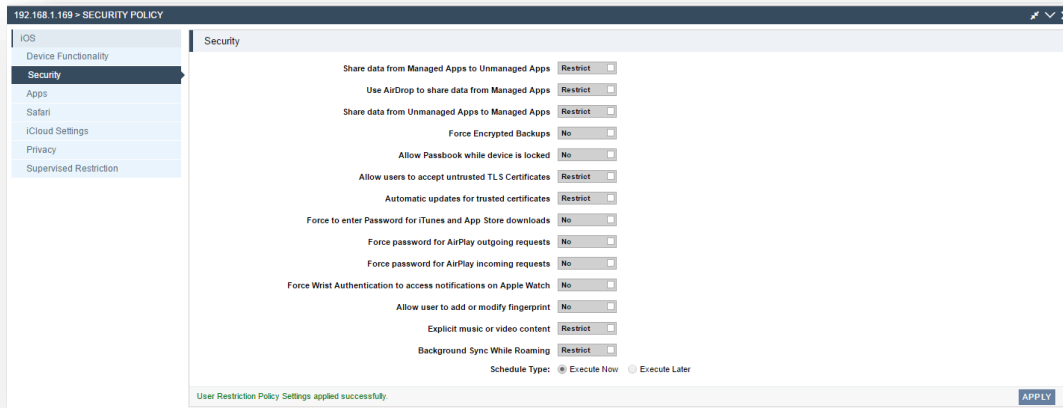 192.168.1.169 > SECURITY POLICY
iOS
Device Functionality
Security
Apps
Safari
iCloud Settings
Privacy
Supervised Restriction
Security
Share data from Managed Apps to Unmanaged Apps Restrict
Use AirDrop to share data from Managed Apps Restrict
Share data from Unmanaged Apps to Managed Apps Restrict
Force Encrypted Backups No
Allow Passbook while device is locked No
Allow users to accept untrusted TLS Certificates Restrict
Automatic updates for trusted certificates Restrict
Force to enter Password for iTunes and App Store downloads No
Force password for AirPlay outgoing requests No
Force password for AirPlay incoming requests No
Force Wrist Authentication to access notifications on Apple Watch No
Allow user to add or modify fingerprint No
Explicit music or video content Restrict
Background Sync While Roaming Restrict
Schedule Type: Execute Now Execute Later
User Restriction Policy Settings applied successfully. APPLY